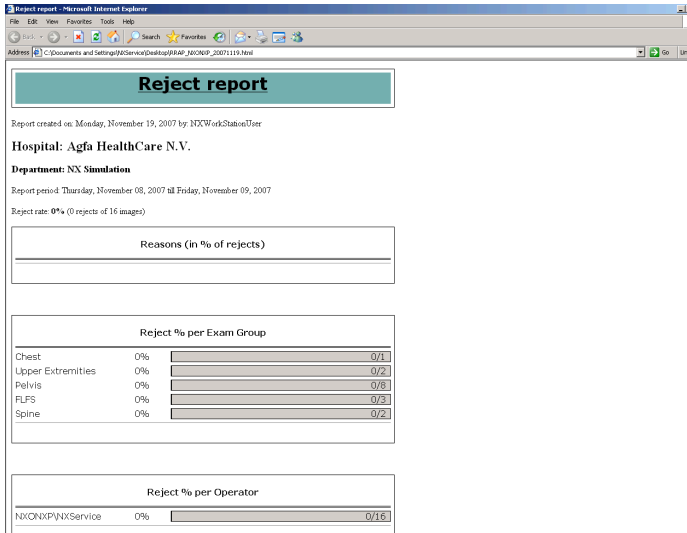 Reject report - Microsoft Internet Explorer
File Edit View Favorites Tools Help
Back Search Favorites
Address C:\Documents and Settings\NXService\Desktop\RRAP_NXONXP_20071119.html Go Lin
Reject report
Report created on: Monday, November 19, 2007 by: NXWorkStationUser
Hospital: Agfa HealthCare N.V.
Department: NX Simulation
Report period: Thursday, November 08, 2007 till Friday, November 09, 2007
Reject rate: 0% (0 rejects of 16 images)
Reasons (in % of rejects)
Reject % per Exam Group
Chest 0% 0/1
Upper Extremities 0% 0/2
Pelvis 0% 0/8
FLFS 0% 0/3
Spine 0% 0/2
Reject % per Operator
NXONXP\NXService 0% 0/16